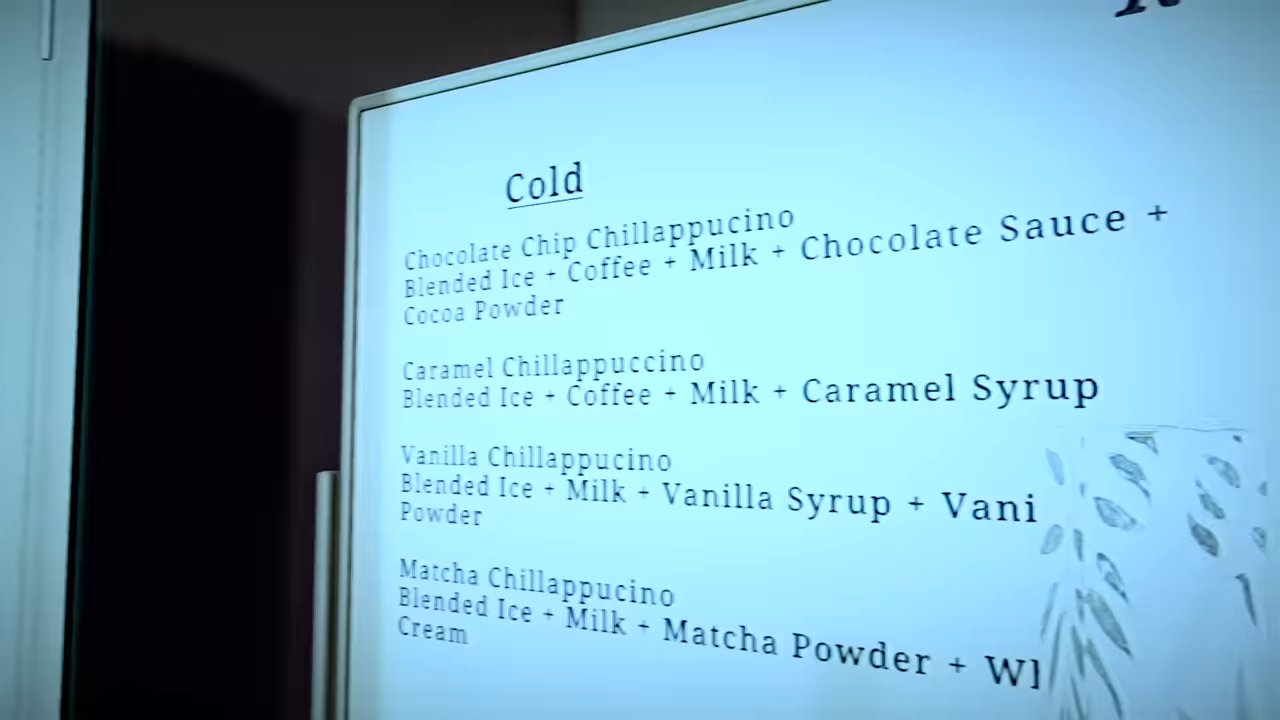 Cold
Chocolate Chip Chillappucino
Blended Ice + Coffee + Milk + Chocolate Sauce +
Cocoa Powder
Caramel Chillappuccino
Blended Ice + Coffee + Milk + Caramel Syrup
Vanilla Chillappucino
Blended Ice + Milk + Vanilla Syrup + Vani
Powder
Matcha Chillappucino
Blended Ice + Milk + Matcha Powder +
Cream